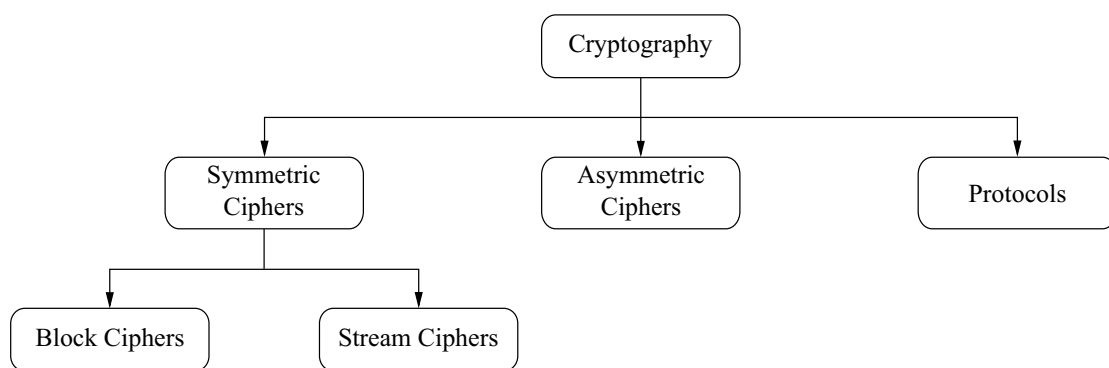 Cryptography
Symmetric
Ciphers
Asymmetric
Ciphers
Protocols
Block Ciphers
Stream Ciphers